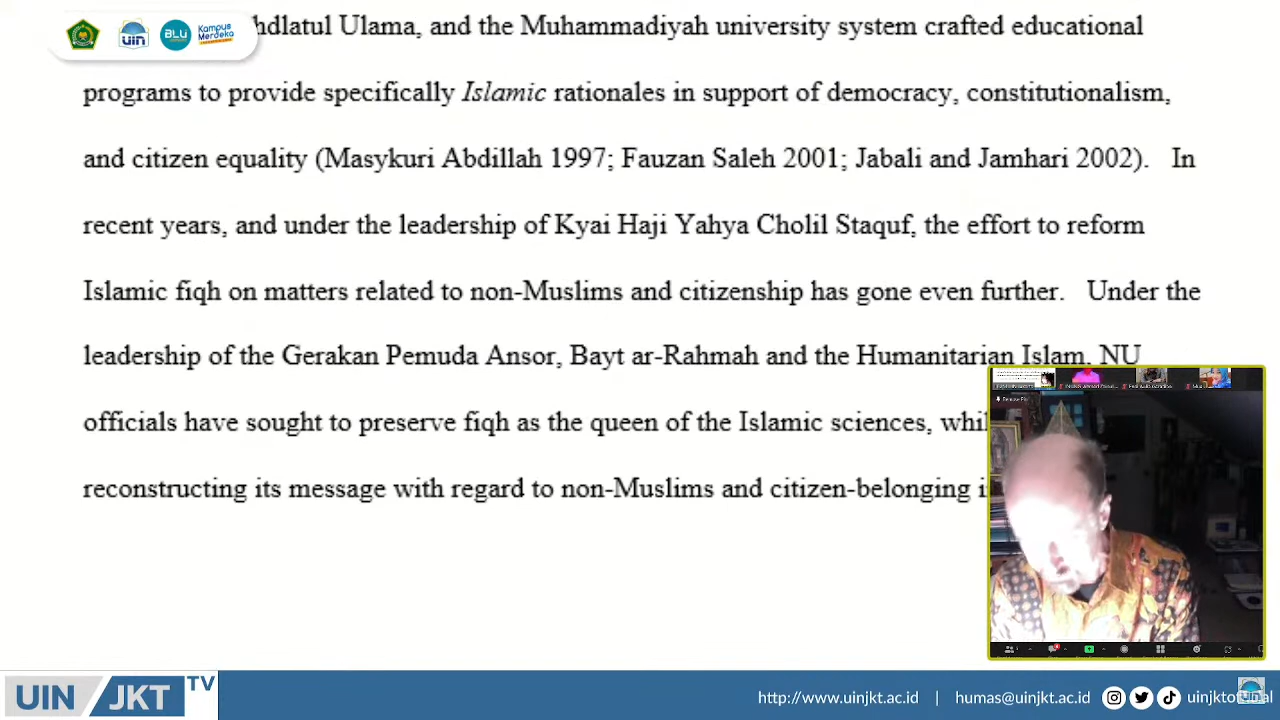 uin
BLU
Kampus
Merdeka
hdlatul Ulama, and the Muhammadiyah university system crafted educational
programs to provide specifically Islamic rationales in support of democracy, constitutionalism,
and citizen equality (Masykuri Abdillah 1997; Fauzan Saleh 2001; Jabali and Jamhari 2002).   In
recent years, and under the leadership of Kyai Haji Yahya Cholil Staquf, the effort to reform
Islamic fiqh on matters related to non-Muslims and citizenship has gone even further.   Under the
leadership of the Gerakan Pemuda Ansor, Bayt ar-Rahmah and the Humanitarian Islam, NU
officials have sought to preserve fiqh as the queen of the Islamic sciences, whil
reconstructing its message with regard to non-Muslims and citizen-belonging i
UIN JKT TV
http://www.uinjkt.ac.id | humas@uinjkt.ac.id